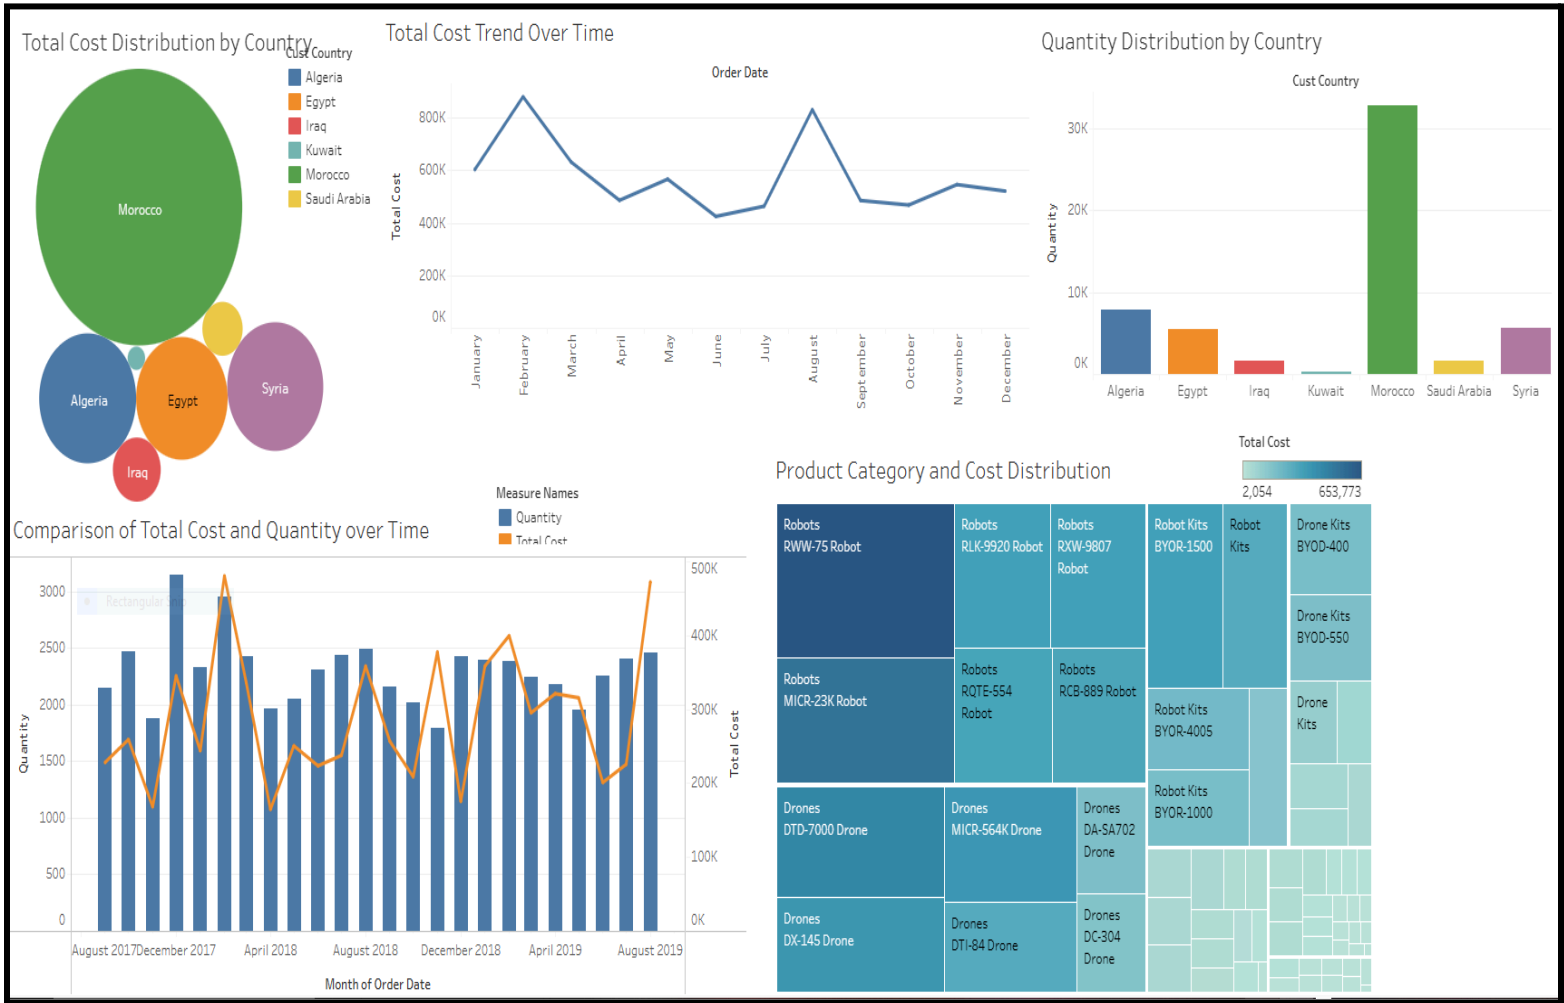 Total Cost Distribution by Country
Cust Country
Algeria
Egypt
Iraq
Kuwait
Morocco
Saudi Arabia
Morocco
Algeria
Egypt
Syria
Iraq
Total Cost Trend Over Time
Order Date
Total Cost
800K
600K
400K
200K
0K
January
February
March
April
May
June
July
August
September
October
November
December
Quantity Distribution by Country
Cust Country
Quantity
30K
20K
10K
0K
Algeria
Egypt
Iraq
Kuwait
Morocco
Saudi Arabia
Syria
Measure Names
Quantity
Total Cost
Comparison of Total Cost and Quantity over Time
Rectangular Snip
Quantity
3000
2500
2000
1500
1000
500
0
500K
400K
300K
200K
100K
0K
Total Cost
August 2017
December 2017
April 2018
August 2018
December 2018
April 2019
August 2019
Month of Order Date
Total Cost
2,054
653,773
Product Category and Cost Distribution
Robots
RWW-75 Robot
Robots
MICR-23K Robot
Robots
RLK-9920 Robot
Robots
RXW-9807
Robot
Robots
RQTE-554
Robot
Robots
RCB-889 Robot
Drones
DTD-7000 Drone
Drones
DX-145 Drone
Drones
MICR-564K Drone
Drones
DTI-84 Drone
Drones
DA-SA702
Drone
Drones
DC-304
Drone
Robot Kits
BYOR-1500
Robot
Kits
Robot Kits
BYOR-4005
Robot Kits
BYOR-1000
Drone Kits
BYOD-400
Drone Kits
BYOD-550
Drone
Kits